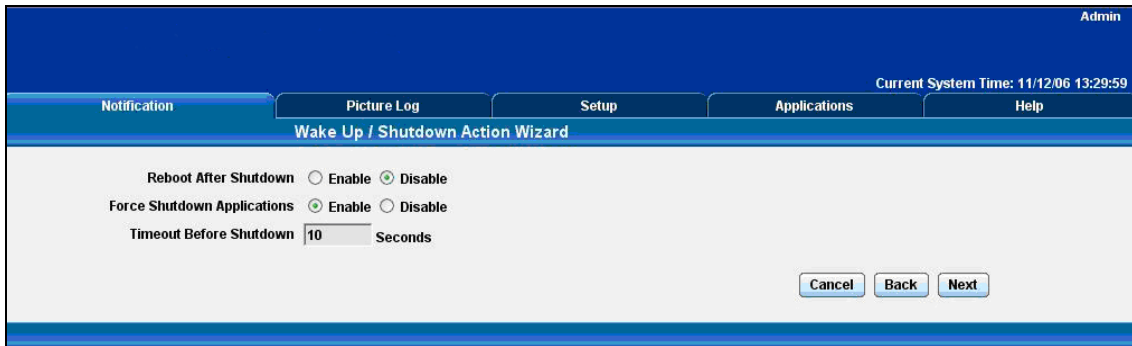 Admin
Current System Time: 11/12/06 13:29:59
Notification Picture Log Setup Applications Help
Wake Up / Shutdown Action Wizard
Reboot After Shutdown Enable Disable
Force Shutdown Applications Enable Disable
Timeout Before Shutdown 10 Seconds
Cancel Back Next